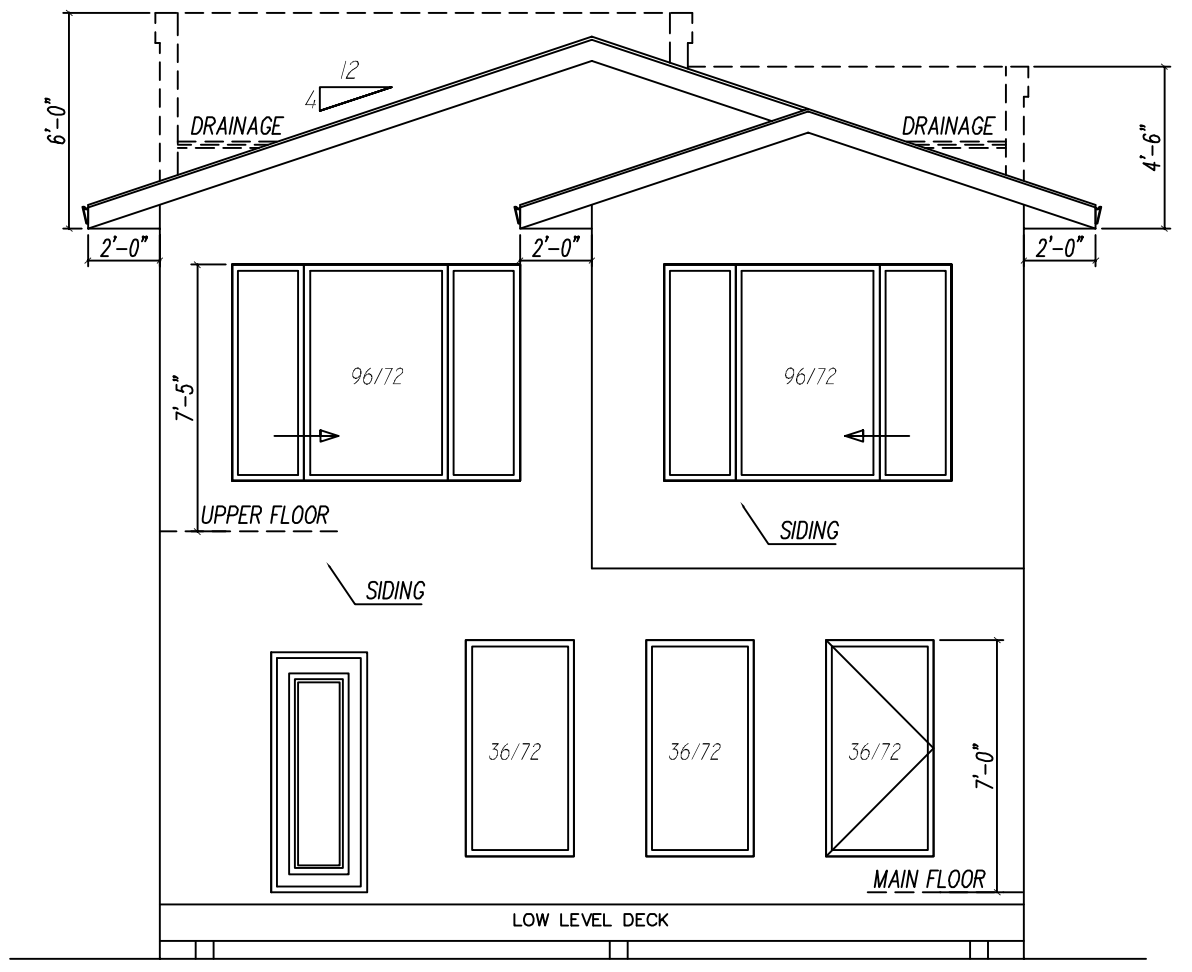 12
4
6'-0"
DRAINAGE
DRAINAGE
4'-6"
2'-0"
2'-0"
2'-0"
96/72
96/72
7'-5"
UPPER FLOOR
SIDING
SIDING
36/72
36/72
36/72
7'-0"
MAIN FLOOR
LOW LEVEL DECK